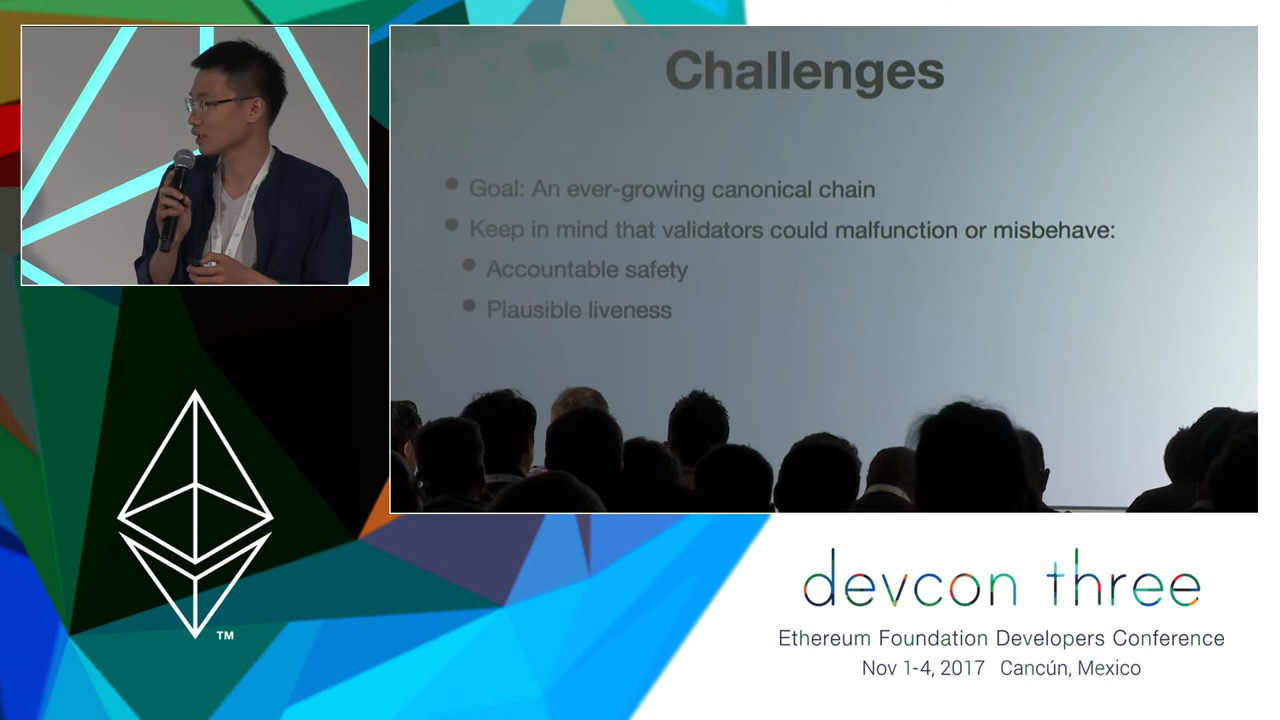 Challenges
Goal: An ever-growing canonical chain
Keep in mind that validators could malfunction or misbehave:
Accountable safety
Plausible liveness
TM
devcon three
Ethereum Foundation Developers Conference
Nov 1-4, 2017 Cancún, Mexico